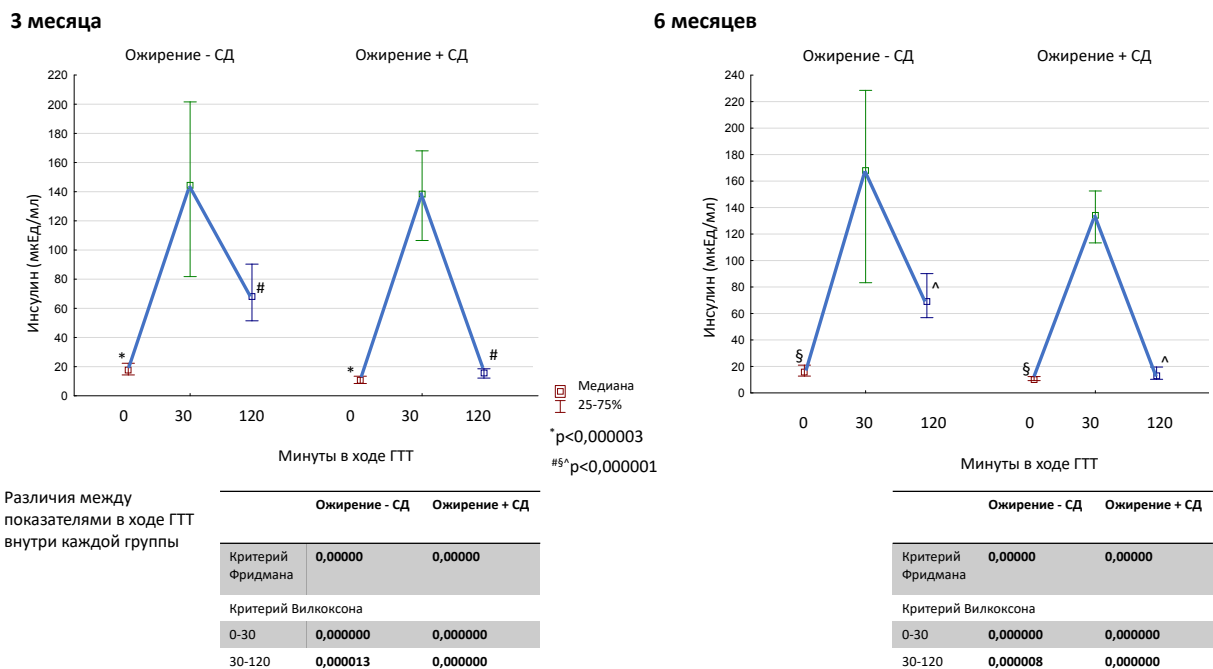 3 месяца
Ожирение - СД
Ожирение + СД
Инсулин (мкЕд/мл)
220
200
180
160
140
120
100
80
60
40
20
0
*
#
*
#
0
30
120
0
30
120
Минуты в ходе ГТТ
Медиана
25-75%
*p<0,000003
#§^p<0,000001
6 месяцев
Ожирение - СД
Ожирение + СД
Инсулин (мкЕд/мл)
240
220
200
180
160
140
120
100
80
60
40
20
0
§
^
§
^
0
30
120
0
30
120
Минуты в ходе ГТТ
Различия между
показателями в ходе ГТТ
внутри каждой группы
Ожирение - СД Ожирение + СД
Критерий 0,00000 0,00000
Фридмана
Критерий Вилкоксона
0-30 0,000000 0,000000
30-120 0,000013 0,000000
Ожирение - СД Ожирение + СД
Критерий 0,00000 0,00000
Фридмана
Критерий Вилкоксона
0-30 0,000000 0,000000
30-120 0,000008 0,000000